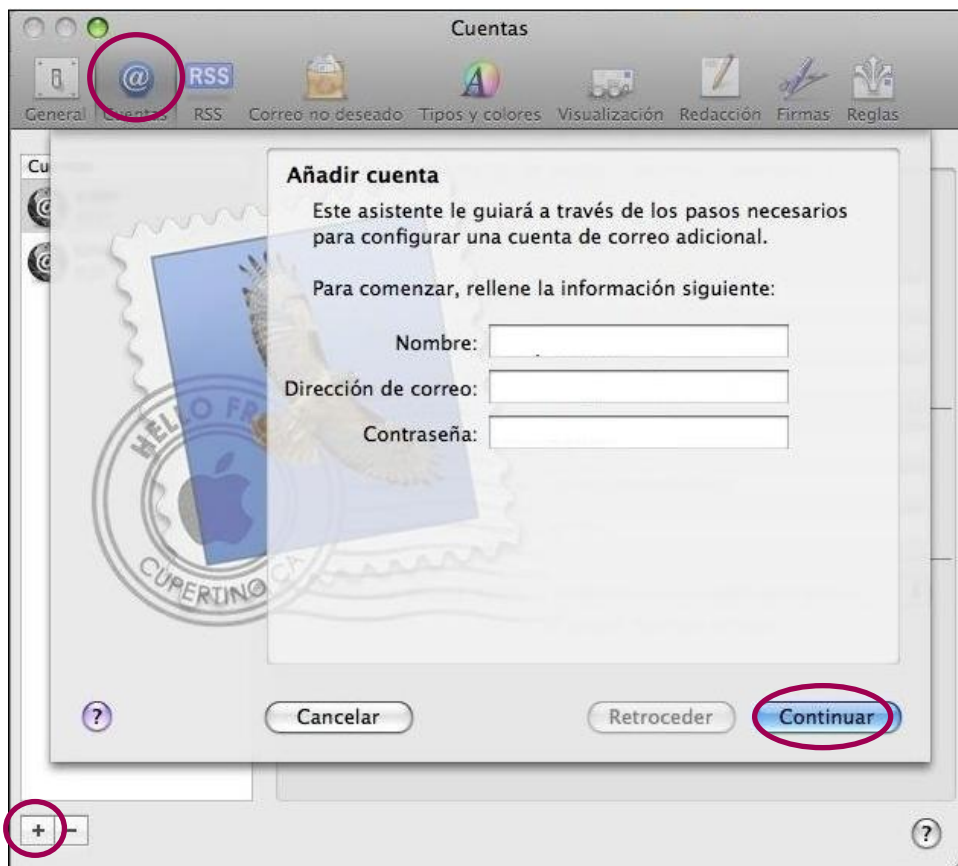 Cuentas
General Cuentas RSS Correo no deseado Tipos y colores Visualización Redacción Firmas Reglas
RSS
Cu
Añadir cuenta
Este asistente le guiará a través de los pasos necesarios
para configurar una cuenta de correo adicional.
Para comenzar, rellene la información siguiente:
Nombre:
Dirección de correo:
Contraseña:
HELLO FR
CUPERTINO CA
? Cancelar Retroceder Continuar
+ − ?